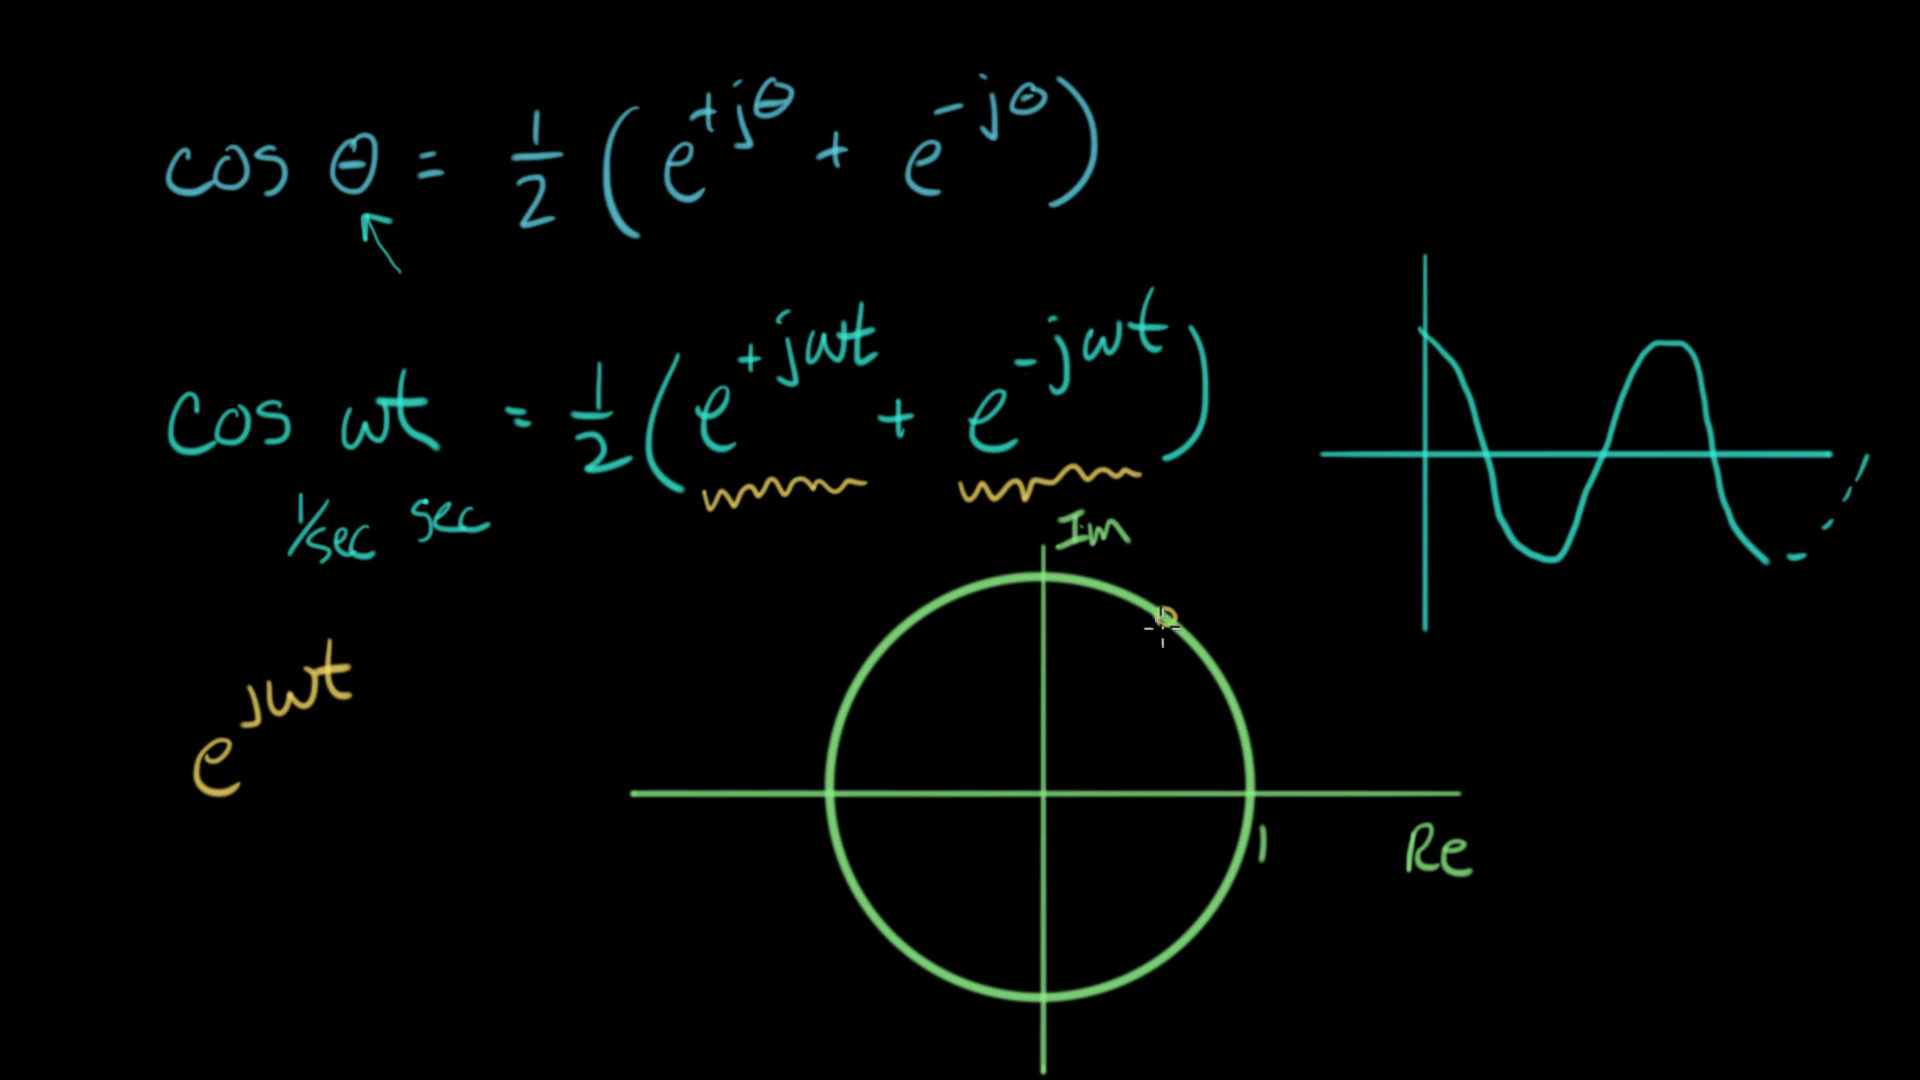 cos θ = 1/2 (e^{+jθ} + e^{-jθ})
cos ωt = 1/2 (e^{+jωt} + e^{-jωt})
1/sec sec
Im
e^{jωt}
1
Re